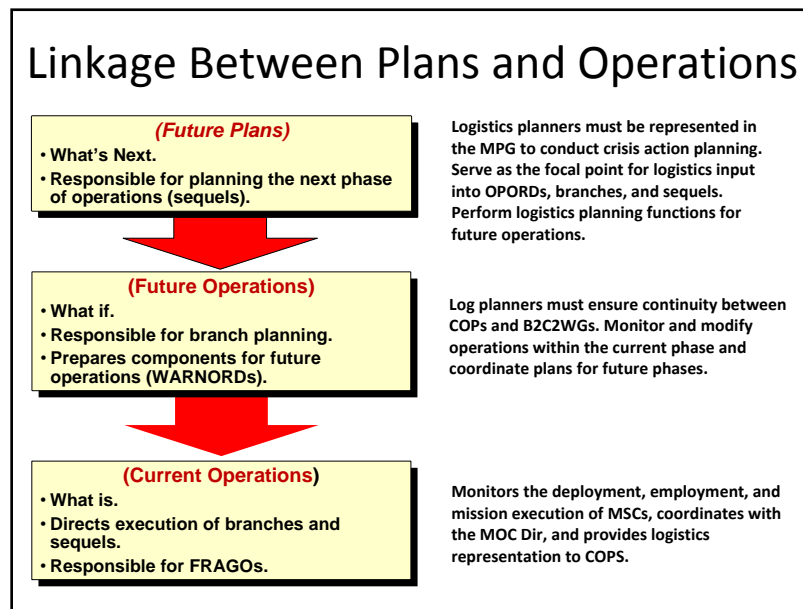 Linkage Between Plans and Operations
(Future Plans)
• What's Next.
• Responsible for planning the next phase
of operations (sequels).
Logistics planners must be represented in
the MPG to conduct crisis action planning.
Serve as the focal point for logistics input
into OPORDs, branches, and sequels.
Perform logistics planning functions for
future operations.
(Future Operations)
• What if.
• Responsible for branch planning.
• Prepares components for future
operations (WARNORDs).
Log planners must ensure continuity between
COPs and B2C2WGs. Monitor and modify
operations within the current phase and
coordinate plans for future phases.
(Current Operations)
• What is.
• Directs execution of branches and
sequels.
• Responsible for FRAGOs.
Monitors the deployment, employment, and
mission execution of MSCs, coordinates with
the MOC Dir, and provides logistics
representation to COPS.